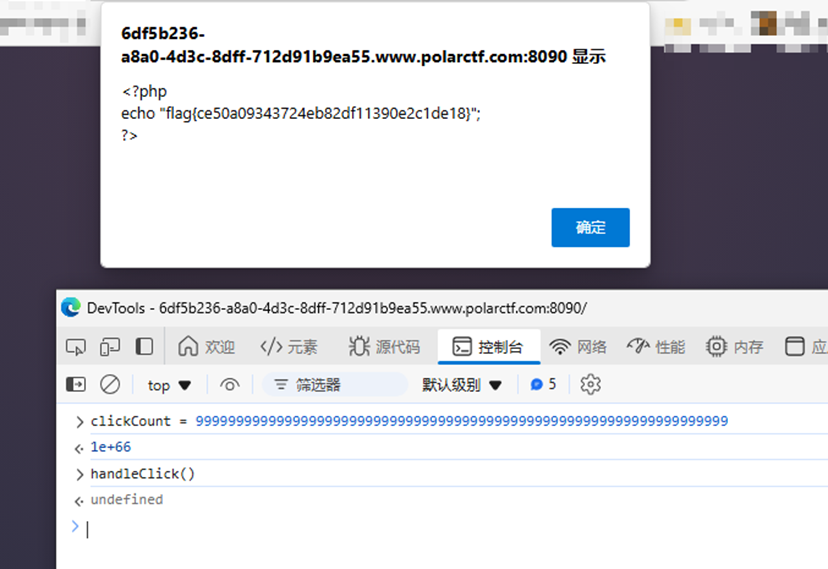 6df5b236-
a8a0-4d3c-8dff-712d91b9ea55.www.polarctf.com:8090 显示
<?php
echo "flag{ce50a09343724eb82df11390e2c1de18}";
?>
确定
DevTools - 6df5b236-a8a0-4d3c-8dff-712d91b9ea55.www.polarctf.com:8090/
欢迎 </> 元素 源代码 控制台 网络 性能 内存
top 筛选器 默认级别 5
> clickCount = 999999999999999999999999999999999999999999999999999999999999999999
1e+66
> handleClick()
undefined
>